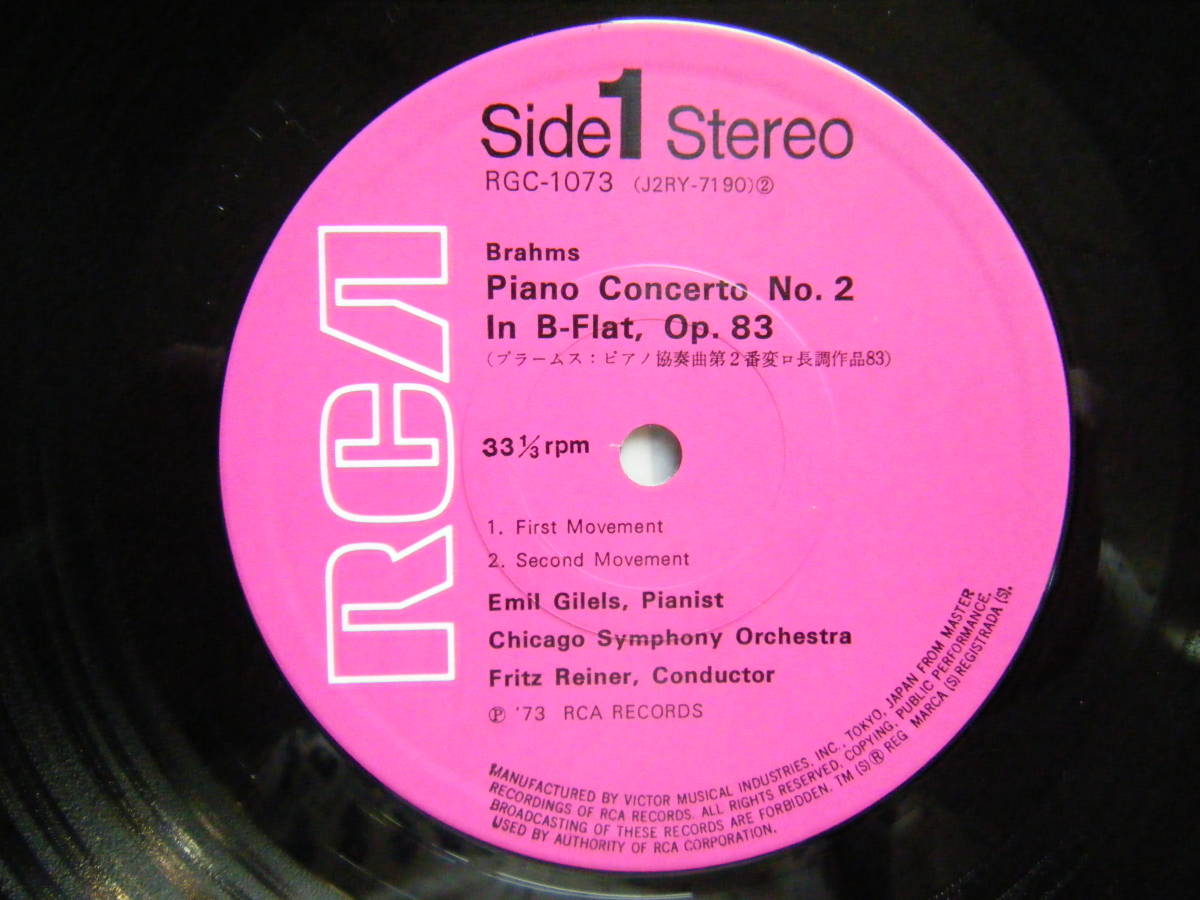 Side 1 Stereo
RGC-1073 (J2RY-7190)②
Brahms
Piano Concerto No. 2
In B-Flat, Op. 83
(ブラームス：ピアノ協奏曲第2番変ロ長調作品83)
33 1/3 rpm
1. First Movement
2. Second Movement
Emil Gilels, Pianist
Chicago Symphony Orchestra
Fritz Reiner, Conductor
℗ '73 RCA RECORDS
RCA
MANUFACTURED BY VICTOR MUSICAL INDUSTRIES, INC., TOKYO, JAPAN FROM MASTER
RECORDINGS OF RCA RECORDS. ALL RIGHTS RESERVED. COPYING, PUBLIC PERFORMANCE,
BROADCASTING OF THESE RECORDS ARE FORBIDDEN. TM (S) ® REG MARCA (S) REGISTRADA (S).
USED BY AUTHORITY OF RCA CORPORATION.